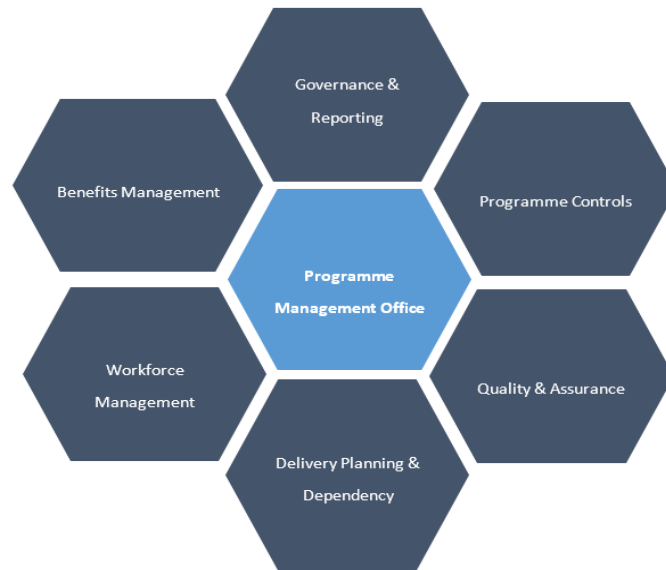 Governance &
Reporting
Benefits Management
Programme Controls
Programme
Management Office
Workforce
Management
Quality & Assurance
Delivery Planning &
Dependency